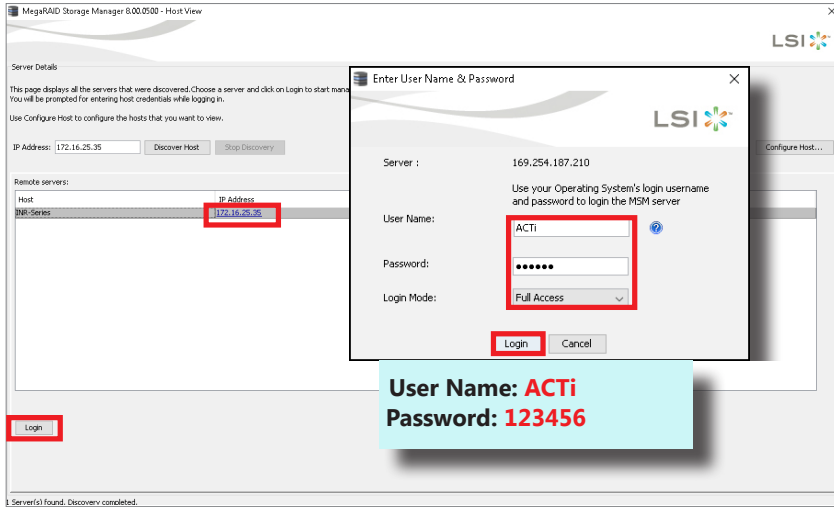 MegaRAID Storage Manager 8.00.0500 - Host View
LSI
Server Details
This page displays all the servers that were discovered.Choose a server and click on Login to start mana
You will be prompted for entering host credentials while logging in.
Use Configure Host to configure the hosts that you want to view.
IP Address: 172.16.25.35 Discover Host Stop Discovery Configure Host...
Remote servers:
Host IP Address
INR-Series 172.16.25.35
Login
1 Server(s) found. Discovery completed.
Enter User Name & Password
LSI
Server : 169.254.187.210
Use your Operating System's login username
and password to login the MSM server
User Name: ACTi
Password: ●●●●●●
Login Mode: Full Access
Login Cancel
User Name: ACTi
Password: 123456